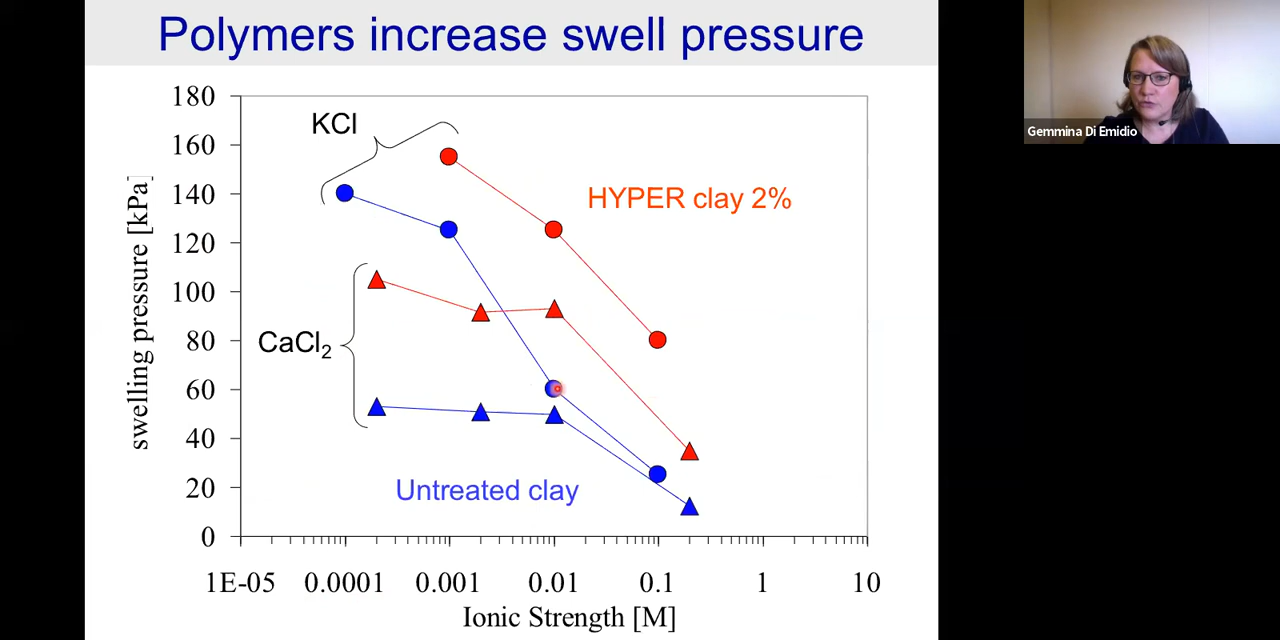 Polymers increase swell pressure
Gemmina Di Emidio
180
160
140
120
100
80
60
40
20
0
swelling pressure [kPa]
KCl
HYPER clay 2%
CaCl₂
Untreated clay
1E-05 0.0001 0.001 0.01 0.1 1 10
Ionic Strength [M]